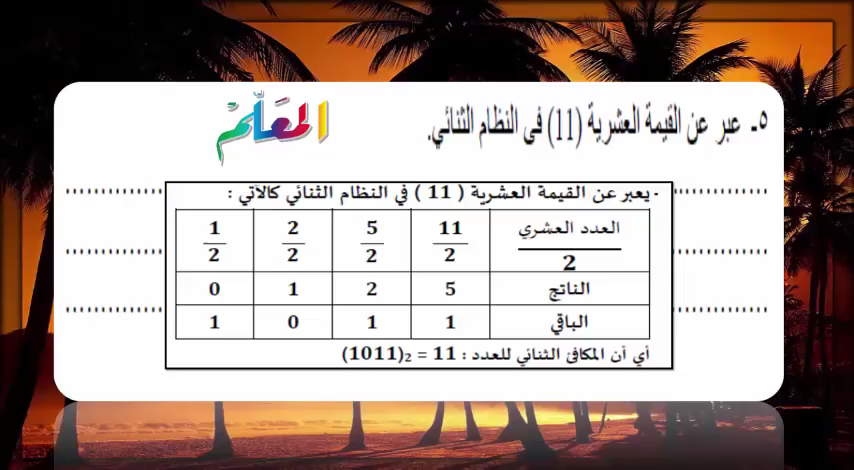 المعلم
٥ـ عبر عن القيمة العشرية (11) فى النظام الثنائي.
- يعبر عن القيمة العشرية ( 11 ) في النظام الثنائي كالآتي :
العدد العشري / 2 11/2 5/2 2/2 1/2
الناتج 5 2 1 0
الباقي 1 1 0 1
أي أن المكافئ الثنائي للعدد : 11 = (1011)₂